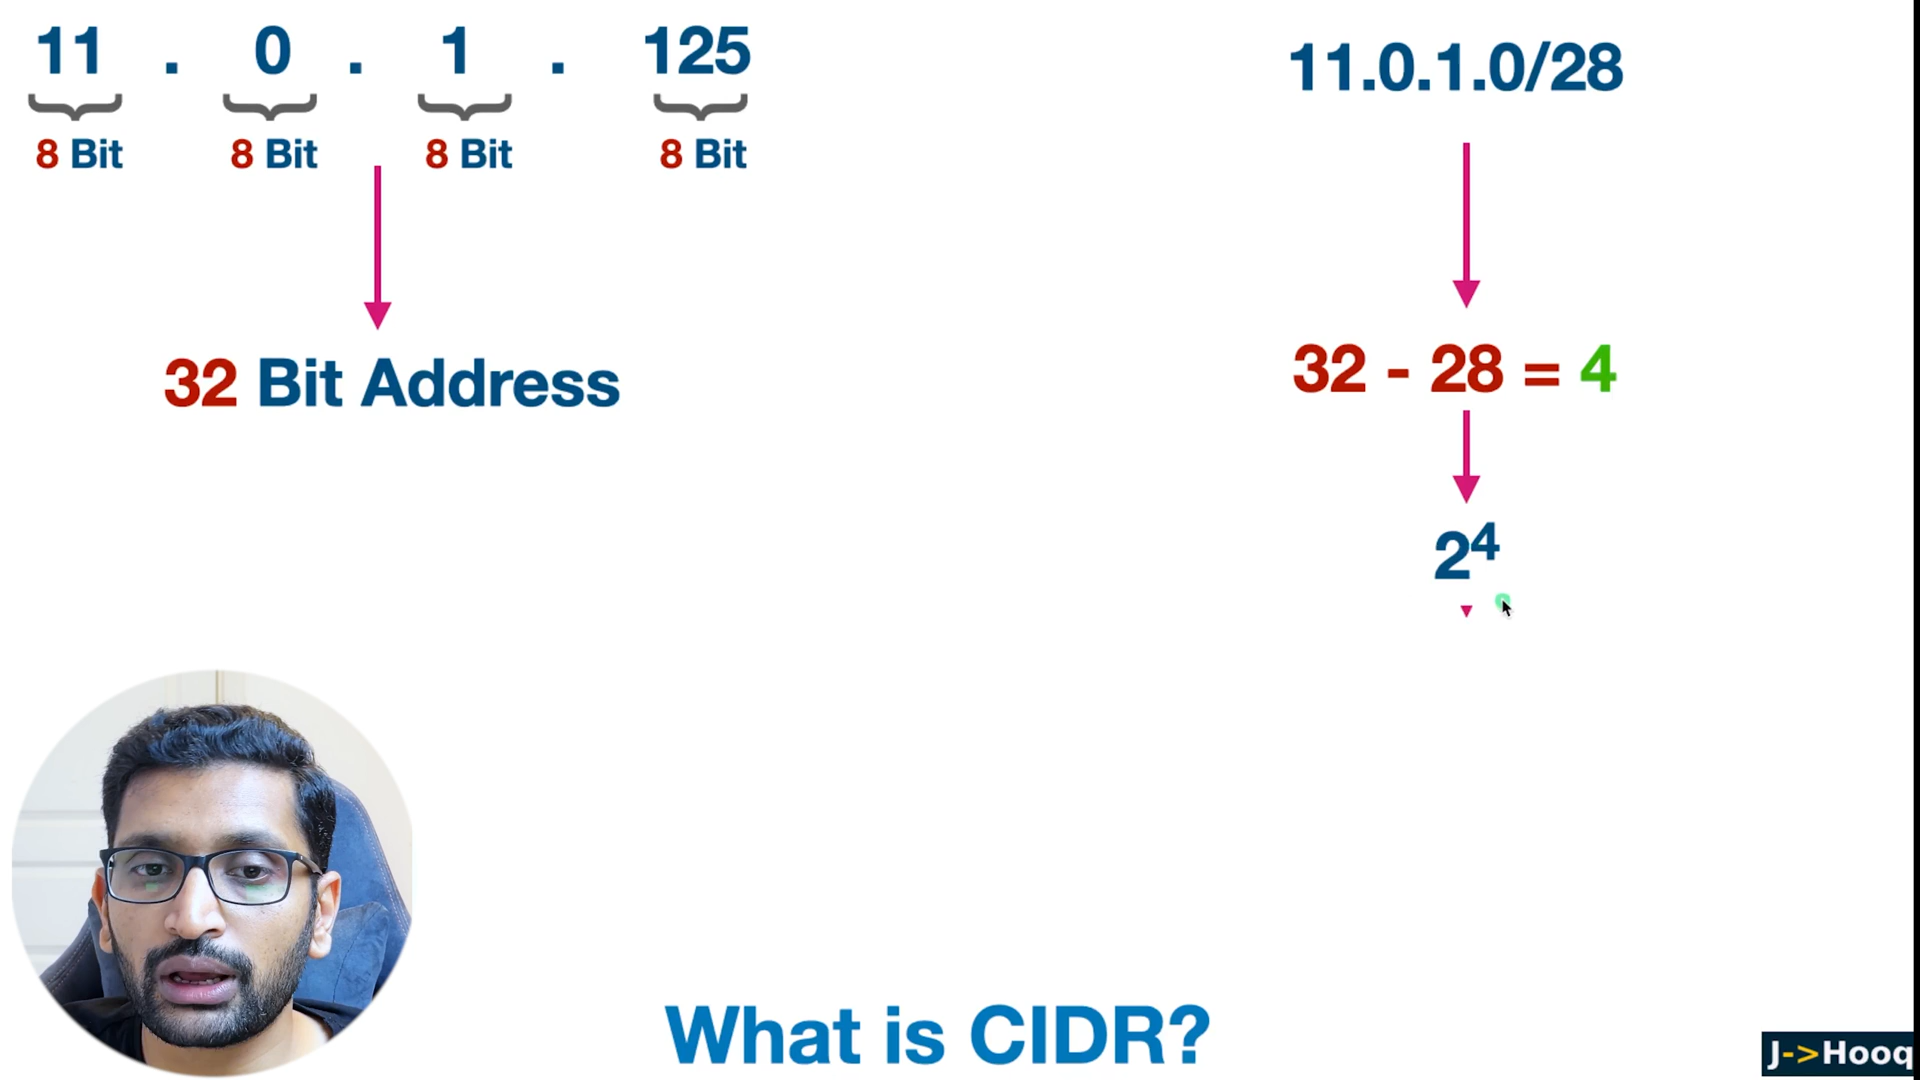 11 . 0 . 1 . 125
8 Bit 8 Bit 8 Bit 8 Bit
32 Bit Address
11.0.1.0/28
32 - 28 = 4
2⁴
What is CIDR?
J->Hooq